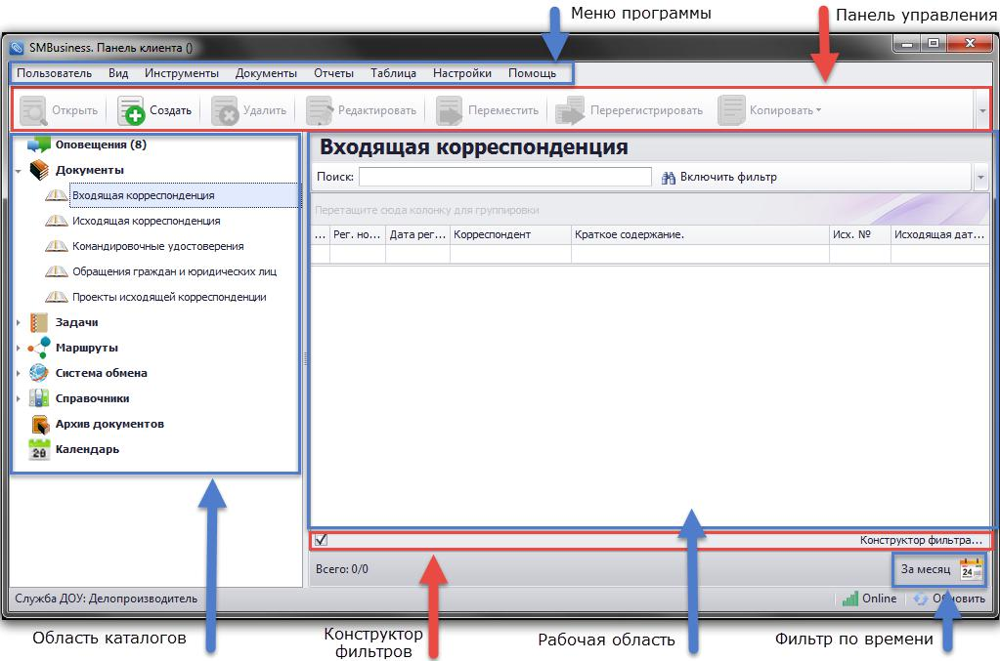 Меню программы
Панель управления
SMBusiness. Панель клиента ()
Пользователь Вид Инструменты Документы Отчеты Таблица Настройки Помощь
Открыть Создать Удалить Редактировать Переместить Перерегистрировать Копировать
Оповещения (8)
Документы
Входящая корреспонденция
Исходящая корреспонденция
Командировочные удостоверения
Обращения граждан и юридических лиц
Проекты исходящей корреспонденции
Задачи
Маршруты
Система обмена
Справочники
Архив документов
28
Календарь
Входящая корреспонденция
Поиск: Включить фильтр
Перетащите сюда колонку для группировки
... Рег. но... Дата рег... Корреспондент Краткое содержание. Исх. № Исходящая дат...
Конструктор фильтра...
Всего: 0/0
За месяц 24
Служба ДОУ: Делопроизводитель
Online Обновить
Область каталогов
Конструктор
фильтров
Рабочая область
Фильтр по времени